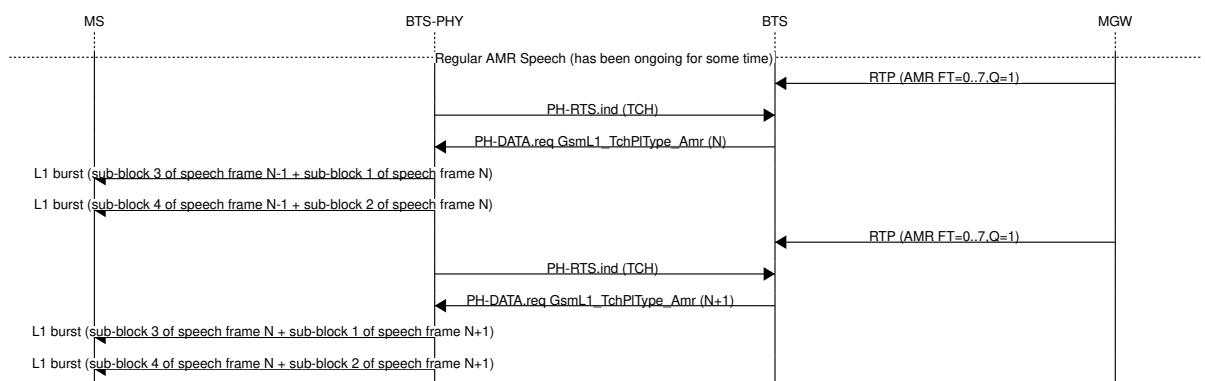 MS BTS-PHY BTS MGW
Regular AMR Speech (has been ongoing for some time)
RTP (AMR FT=0..7,Q=1)
PH-RTS.ind (TCH)
PH-DATA.req GsmL1_TchPlType_Amr (N)
L1 burst (sub-block 3 of speech frame N-1 + sub-block 1 of speech frame N)
L1 burst (sub-block 4 of speech frame N-1 + sub-block 2 of speech frame N)
RTP (AMR FT=0..7,Q=1)
PH-RTS.ind (TCH)
PH-DATA.req GsmL1_TchPlType_Amr (N+1)
L1 burst (sub-block 3 of speech frame N + sub-block 1 of speech frame N+1)
L1 burst (sub-block 4 of speech frame N + sub-block 2 of speech frame N+1)